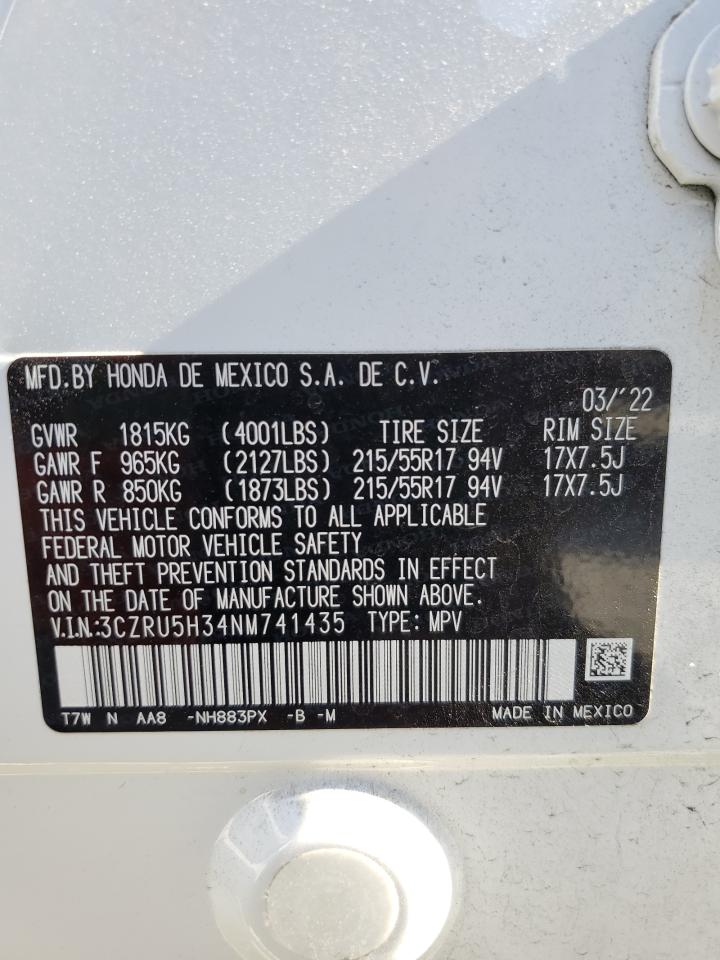 MFD.BY HONDA DE MEXICO S.A. DE C.V.
03/'22
GVWR 1815KG (4001LBS) TIRE SIZE RIM SIZE
GAWR F 965KG (2127LBS) 215/55R17 94V 17X7.5J
GAWR R 850KG (1873LBS) 215/55R17 94V 17X7.5J
THIS VEHICLE CONFORMS TO ALL APPLICABLE
FEDERAL MOTOR VEHICLE SAFETY
AND THEFT PREVENTION STANDARDS IN EFFECT
ON THE DATE OF MANUFACTURE SHOWN ABOVE.
V.I.N:3CZRU5H34NM741435 TYPE: MPV
T7W N AA8 -NH883PX -B -M MADE IN MEXICO